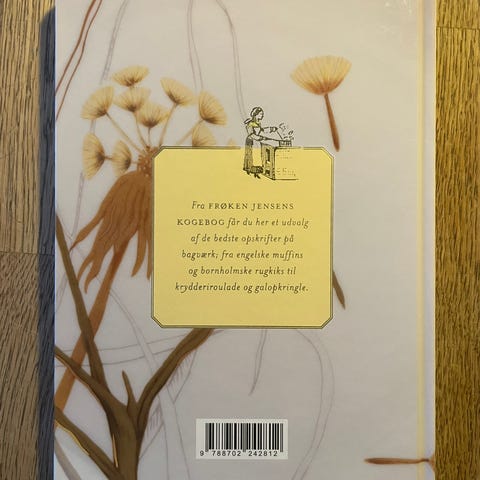 Fra FRØKEN JENSENS
KOGEBOG får du her et udvalg
af de bedste opskrifter på
bagværk; fra engelske muffins
og bornholmske rugkiks til
krydderiroulade og galopkringle.
9 788702 242812